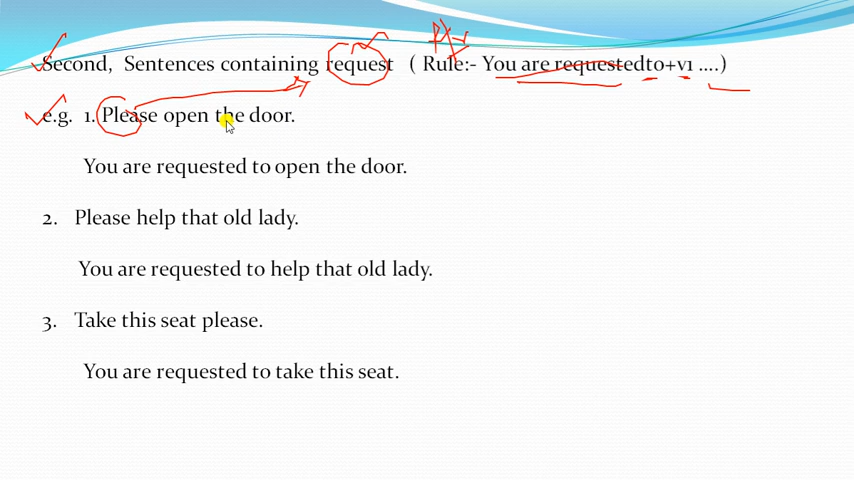 P/V
Second, Sentences containing request ( Rule:- You are requestedto+v1 ....)
e.g. 1. Please open the door.
You are requested to open the door.
2. Please help that old lady.
You are requested to help that old lady.
3. Take this seat please.
You are requested to take this seat.